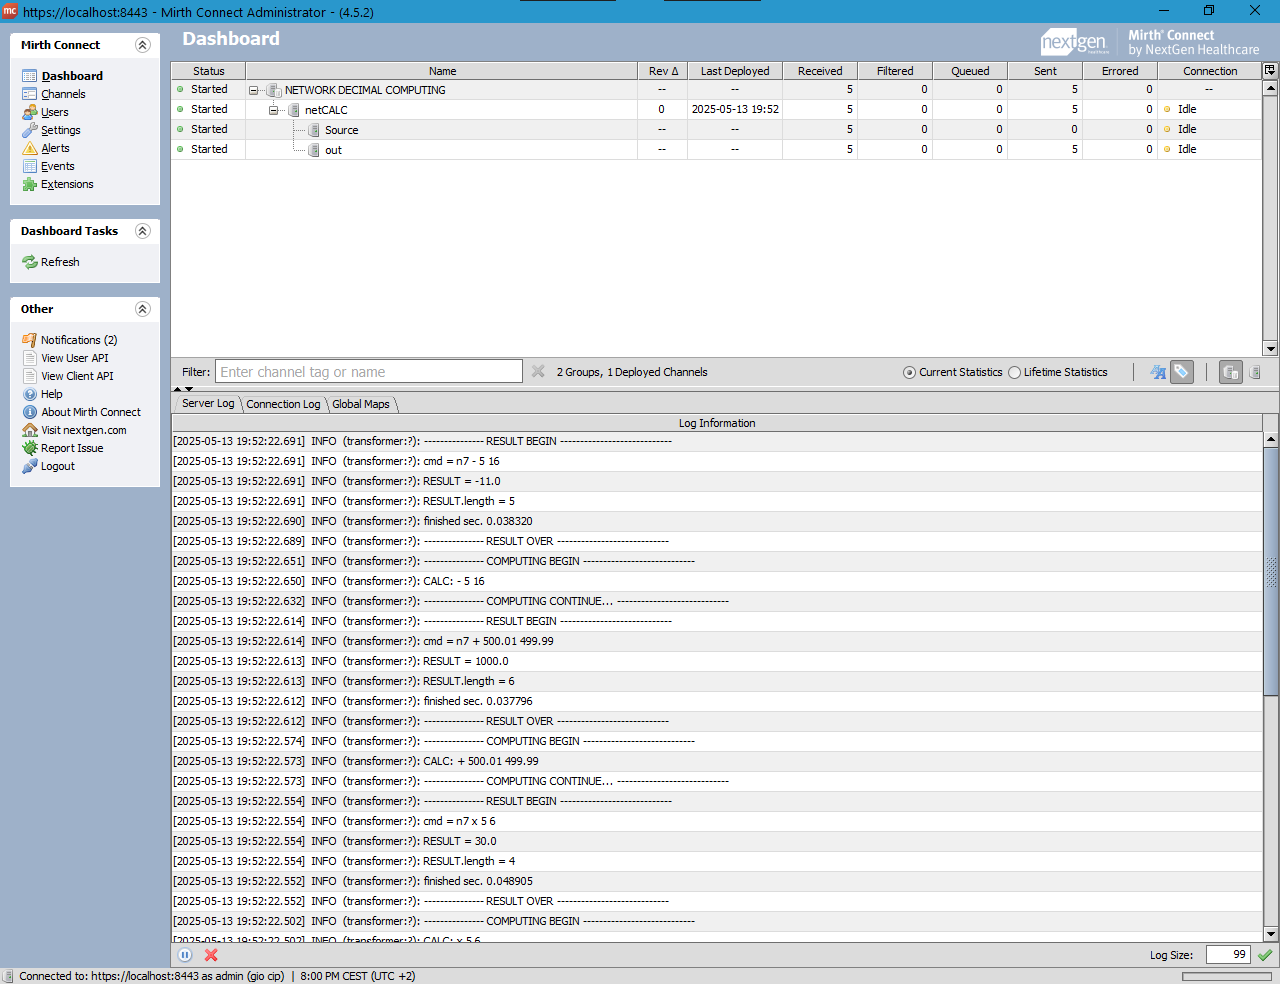 mc https://localhost:8443 - Mirth Connect Administrator - (4.5.2)
Mirth Connect
Dashboard
Channels
Users
Settings
Alerts
Events
Extensions
Dashboard Tasks
Refresh
Other
Notifications (2)
View User API
View Client API
Help
About Mirth Connect
Visit nextgen.com
Report Issue
Logout
Dashboard
nextgen
healthcare
Mirth® Connect
by NextGen Healthcare
Status Name Rev Δ Last Deployed Received Filtered Queued Sent Errored Connection
Started NETWORK DECIMAL COMPUTING -- -- 5 0 0 5 0 --
Started netCALC 0 2025-05-13 19:52 5 0 0 5 0 Idle
Started Source -- -- 5 0 0 0 0 Idle
Started out -- -- 5 0 0 5 0 Idle
Filter: Enter channel tag or name 2 Groups, 1 Deployed Channels Current Statistics Lifetime Statistics
Server Log Connection Log Global Maps
Log Information
[2025-05-13 19:52:22.691] INFO (transformer:?): --------------- RESULT BEGIN ----------------------------
[2025-05-13 19:52:22.691] INFO (transformer:?): cmd = n7 - 5 16
[2025-05-13 19:52:22.691] INFO (transformer:?): RESULT = -11.0
[2025-05-13 19:52:22.691] INFO (transformer:?): RESULT.length = 5
[2025-05-13 19:52:22.690] INFO (transformer:?): finished sec. 0.038320
[2025-05-13 19:52:22.689] INFO (transformer:?): --------------- RESULT OVER ----------------------------
[2025-05-13 19:52:22.651] INFO (transformer:?): --------------- COMPUTING BEGIN ----------------------------
[2025-05-13 19:52:22.650] INFO (transformer:?): CALC: - 5 16
[2025-05-13 19:52:22.632] INFO (transformer:?): --------------- COMPUTING CONTINUE... ----------------------------
[2025-05-13 19:52:22.614] INFO (transformer:?): --------------- RESULT BEGIN ----------------------------
[2025-05-13 19:52:22.614] INFO (transformer:?): cmd = n7 + 500.01 499.99
[2025-05-13 19:52:22.613] INFO (transformer:?): RESULT = 1000.0
[2025-05-13 19:52:22.613] INFO (transformer:?): RESULT.length = 6
[2025-05-13 19:52:22.612] INFO (transformer:?): finished sec. 0.037796
[2025-05-13 19:52:22.612] INFO (transformer:?): --------------- RESULT OVER ----------------------------
[2025-05-13 19:52:22.574] INFO (transformer:?): --------------- COMPUTING BEGIN ----------------------------
[2025-05-13 19:52:22.573] INFO (transformer:?): CALC: + 500.01 499.99
[2025-05-13 19:52:22.573] INFO (transformer:?): --------------- COMPUTING CONTINUE... ----------------------------
[2025-05-13 19:52:22.554] INFO (transformer:?): --------------- RESULT BEGIN ----------------------------
[2025-05-13 19:52:22.554] INFO (transformer:?): cmd = n7 x 5 6
[2025-05-13 19:52:22.554] INFO (transformer:?): RESULT = 30.0
[2025-05-13 19:52:22.554] INFO (transformer:?): RESULT.length = 4
[2025-05-13 19:52:22.552] INFO (transformer:?): finished sec. 0.048905
[2025-05-13 19:52:22.552] INFO (transformer:?): --------------- RESULT OVER ----------------------------
[2025-05-13 19:52:22.502] INFO (transformer:?): --------------- COMPUTING BEGIN ----------------------------
[2025-05-13 19:52:22.502] INFO (transformer:?): CALC: x 5 6
Log Size: 99
Connected to: https://localhost:8443 as admin (gio cip) | 8:00 PM CEST (UTC +2)